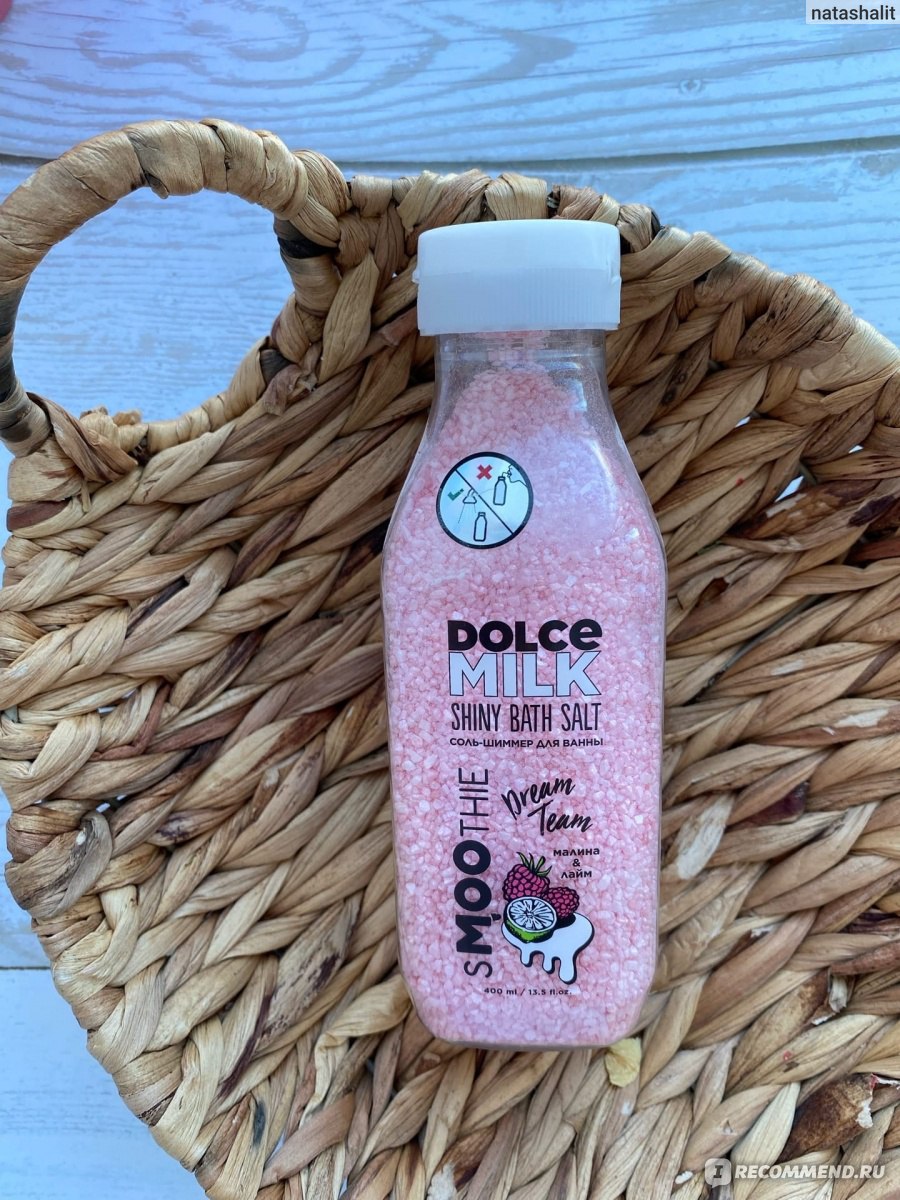 natashalit
DOLCE
MILK
SHINY BATH SALT
СОЛЬ-ШИММЕР ДЛЯ ВАННЫ
SMOOTHIE
Dream
Team
малина
&
лайм
400 ml / 13.5 fl.oz.
IRECOMMEND.RU